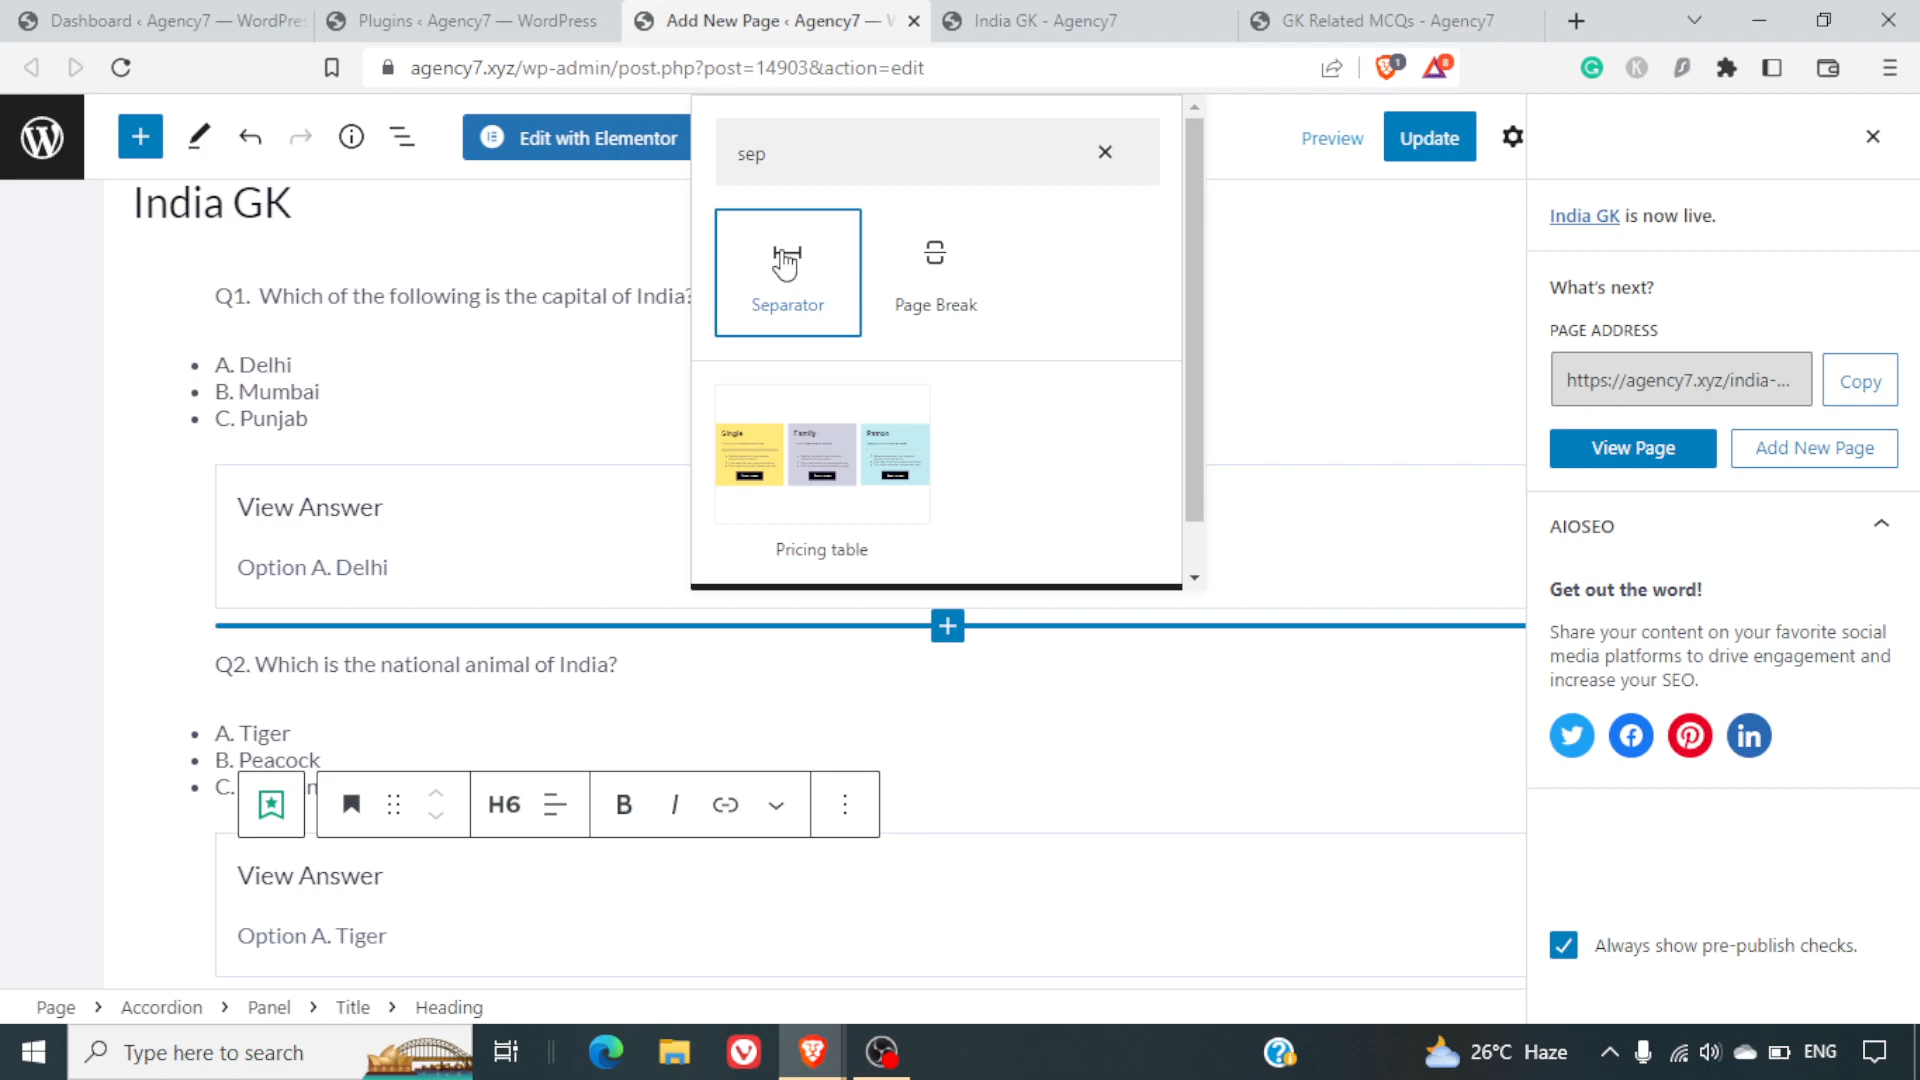 Dashboard ‹ Agency7 — WordPres
Plugins ‹ Agency7 — WordPress
Add New Page ‹ Agency7 — W
India GK - Agency7
GK Related MCQs - Agency7
agency7.xyz/wp-admin/post.php?post=14903&action=edit
1
8
Edit with Elementor
sep
Preview
Update
India GK
Separator
Page Break
India GK is now live.
Q1. Which of the following is the capital of India?
What's next?
PAGE ADDRESS
A. Delhi
B. Mumbai
C. Punjab
https://agency7.xyz/india-...
Copy
Single
Family
Patron
View Page
Add New Page
View Answer
Option A. Delhi
Pricing table
AIOSEO
Get out the word!
Share your content on your favorite social
media platforms to drive engagement and
increase your SEO.
Q2. Which is the national animal of India?
A. Tiger
B. Peacock
C.
H6
B
I
View Answer
Option A. Tiger
Always show pre-publish checks.
Page > Accordion > Panel > Title > Heading
Type here to search
26°C Haze
ENG